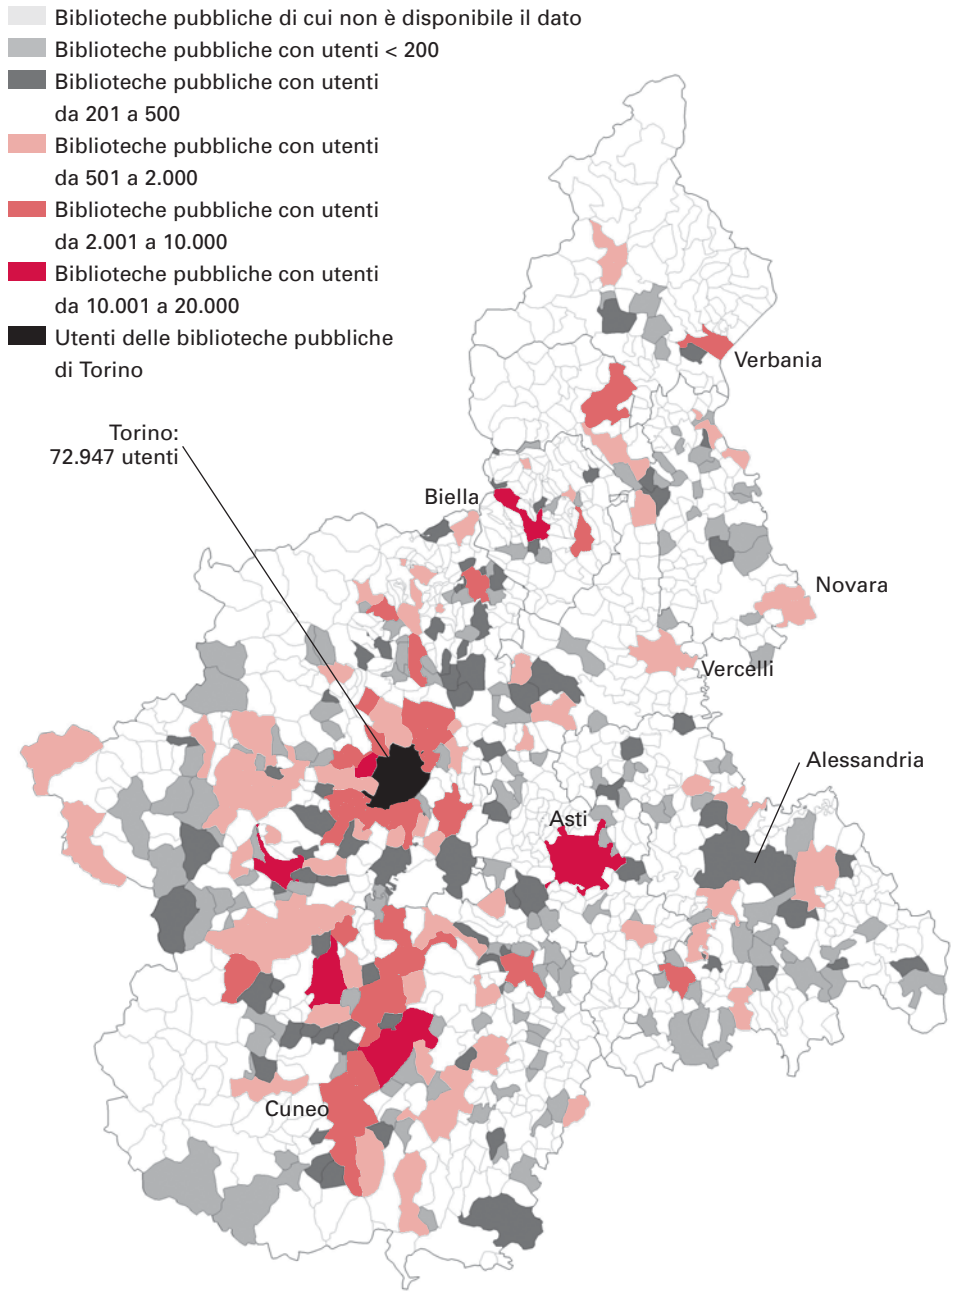 Biblioteche pubbliche di cui non è disponibile il dato
Biblioteche pubbliche con utenti < 200
Biblioteche pubbliche con utenti
da 201 a 500
Biblioteche pubbliche con utenti
da 501 a 2.000
Biblioteche pubbliche con utenti
da 2.001 a 10.000
Biblioteche pubbliche con utenti
da 10.001 a 20.000
Utenti delle biblioteche pubbliche
di Torino
Verbania
Torino:
72.947 utenti
Biella
Novara
Vercelli
Alessandria
Asti
Cuneo